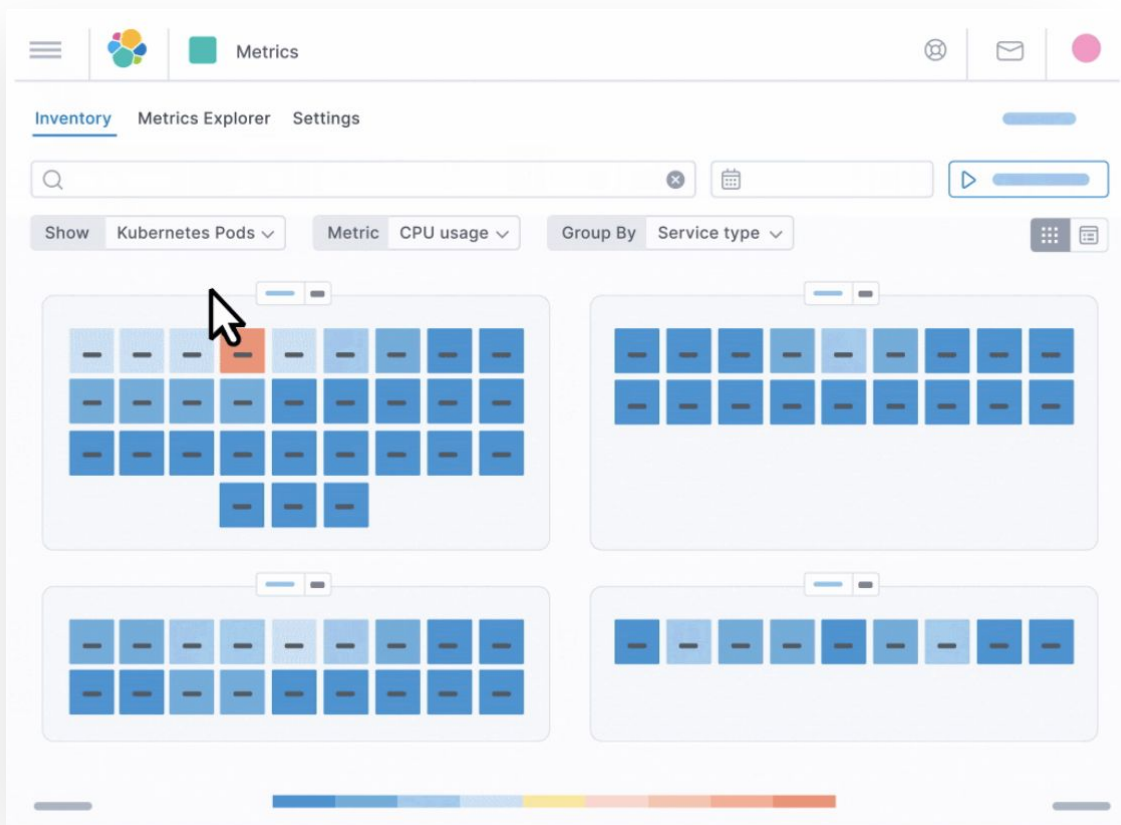 Metrics
Inventory Metrics Explorer Settings
Show Kubernetes Pods Metric CPU usage Group By Service type